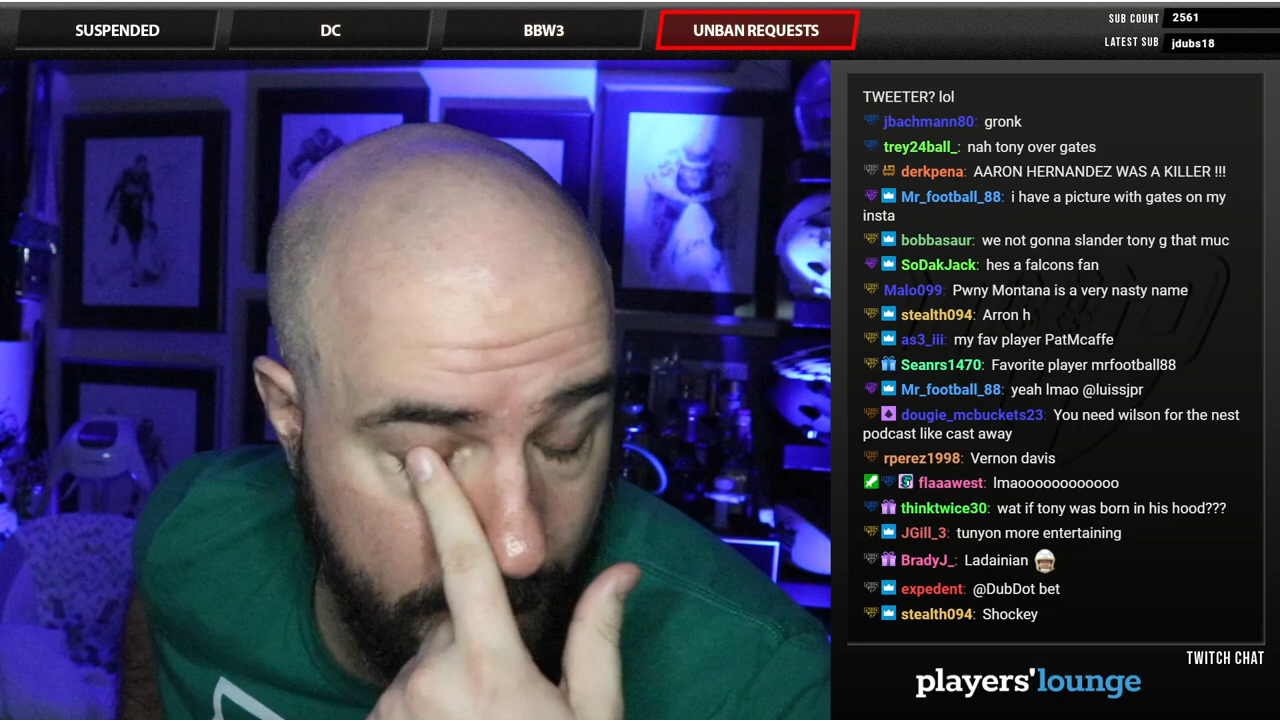 SUSPENDED
DC
BBW3
UNBAN REQUESTS
SUB COUNT 2561
LATEST SUB jdubs18
TWEETER? lol
jbachmann80: gronk
trey24ball_: nah tony over gates
derkpena: AARON HERNANDEZ WAS A KILLER !!!
Mr_football_88: i have a picture with gates on my
insta
bobbasaur: we not gonna slander tony g that muc
SoDakJack: hes a falcons fan
Malo099: Pwny Montana is a very nasty name
stealth094: Arron h
as3_iii: my fav player PatMcaffe
Seanrs1470: Favorite player mrfootball88
Mr_football_88: yeah lmao @luissjpr
dougie_mcbuckets23: You need wilson for the nest
podcast like cast away
rperez1998: Vernon davis
flaaawest: lmaoooooooooooo
thinktwice30: wat if tony was born in his hood???
JGill_3: tunyon more entertaining
BradyJ_: Ladainian
expedent: @DubDot bet
stealth094: Shockey
TWITCH CHAT
players'lounge